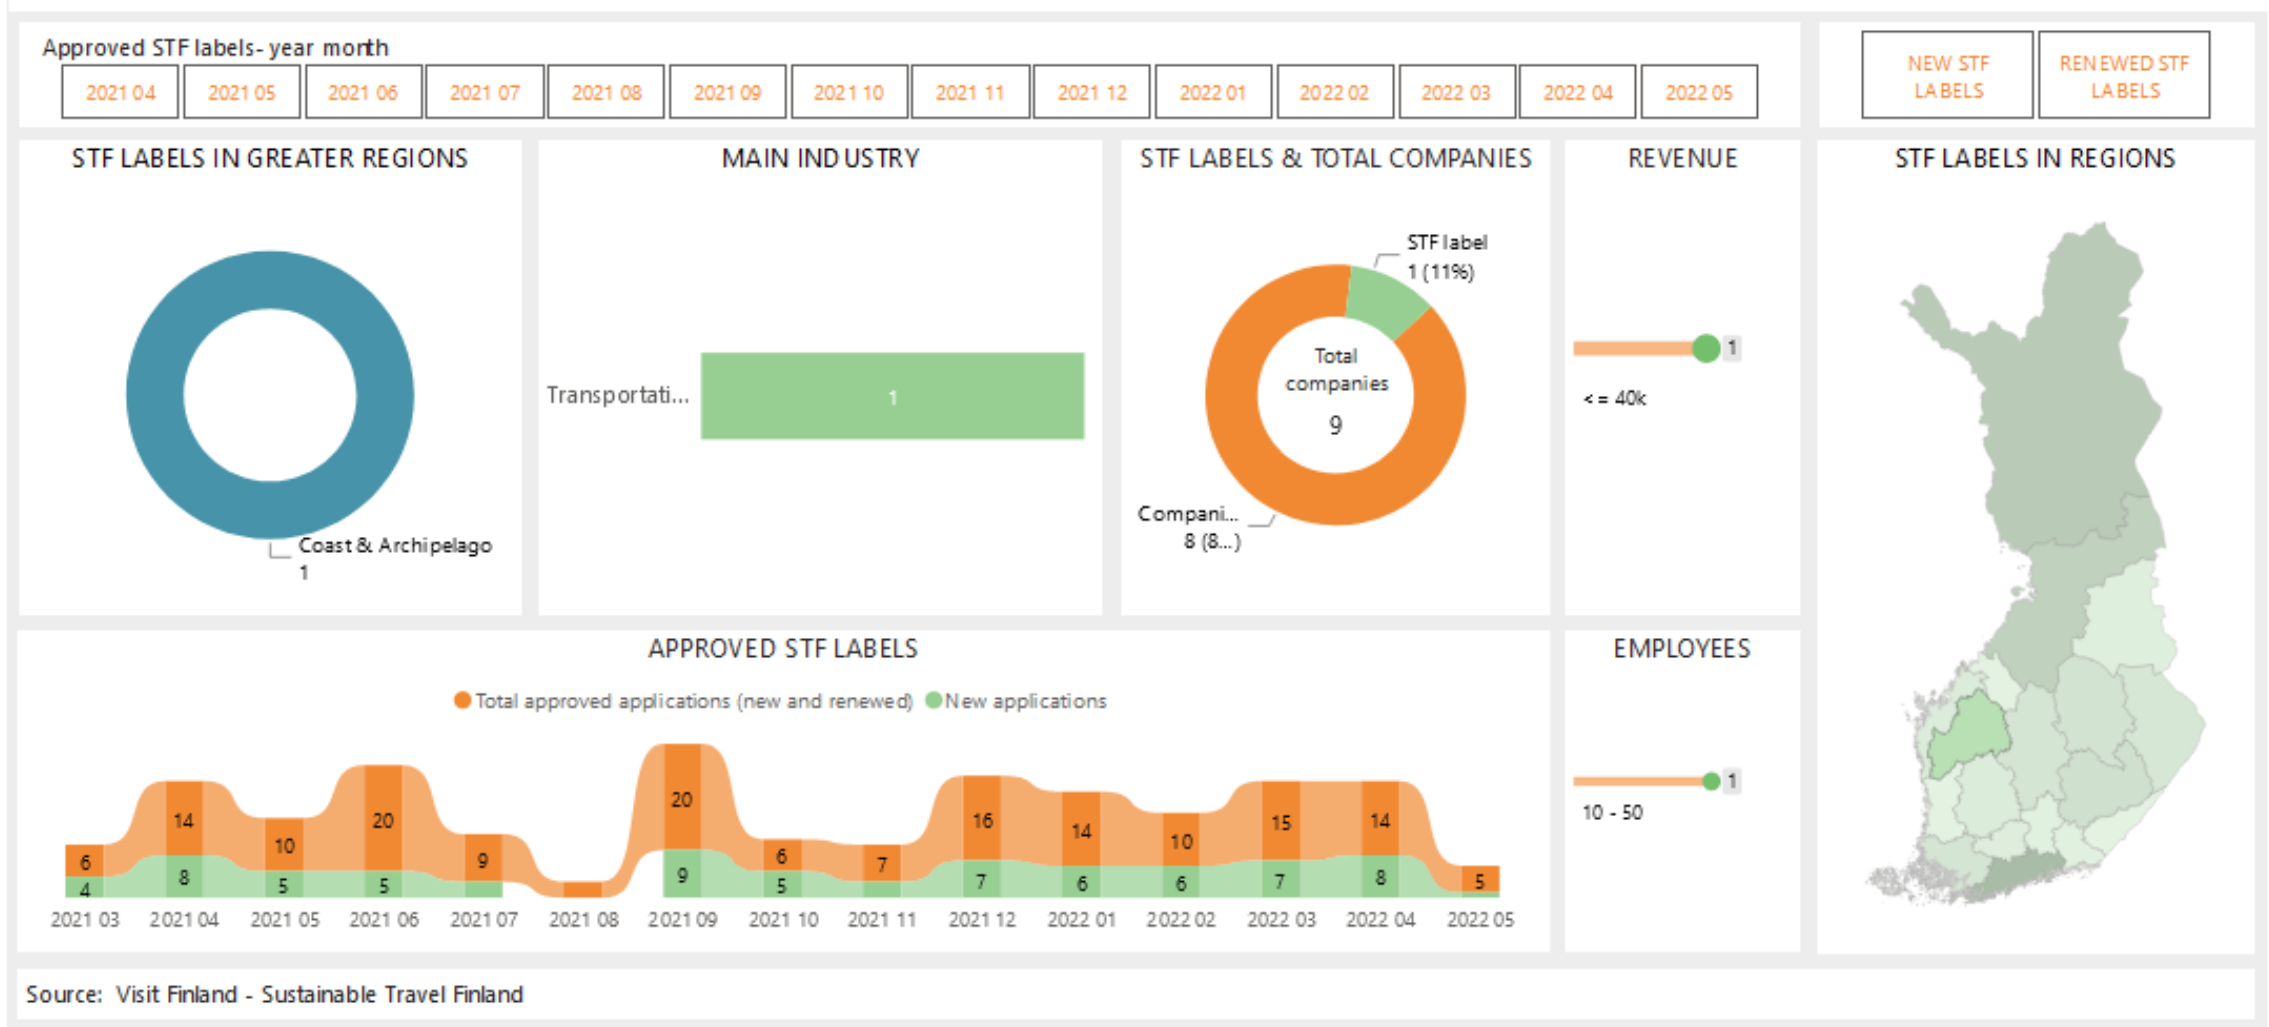 Approved STF labels- year month
2021 04
2021 05
2021 06
2021 07
2021 08
2021 09
2021 10
2021 11
2021 12
2022 01
2022 02
2022 03
2022 04
2022 05
NEW STF
LABELS
RENEWED STF
LABELS
STF LABELS IN GREATER REGIONS
Coast & Archipelago
1
MAIN INDUSTRY
Transportati...
1
STF LABELS & TOTAL COMPANIES
STF label
1 (11%)
Total
companies
9
Compani...
8 (8...)
REVENUE
1
<= 40k
STF LABELS IN REGIONS
APPROVED STF LABELS
Total approved applications (new and renewed)
New applications
6
14
10
20
9
20
6
7
16
14
10
15
14
5
4
8
5
5
9
5
7
6
6
7
8
2021 03
2021 04
2021 05
2021 06
2021 07
2021 08
2021 09
2021 10
2021 11
2021 12
2022 01
2022 02
2022 03
2022 04
2022 05
EMPLOYEES
1
10 - 50
Source: Visit Finland - Sustainable Travel Finland